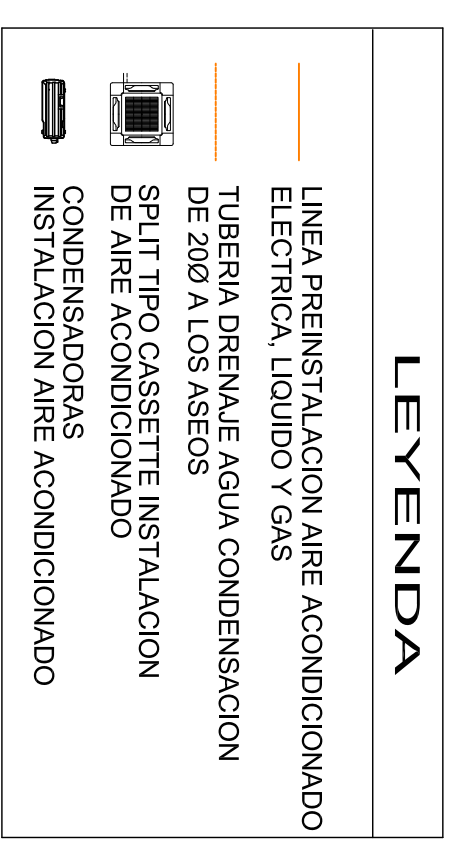 LEYENDA
LINEA PREINSTALACION AIRE ACONDICIONADO
ELECTRICA, LIQUIDO Y GAS
TUBERIA DRENAJE AGUA CONDENSACION
DE 20Ø A LOS ASEOS
SPLIT TIPO CASSETTE INSTALACION
DE AIRE ACONDICIONADO
CONDENSADORAS
INSTALACION AIRE ACONDICIONADO